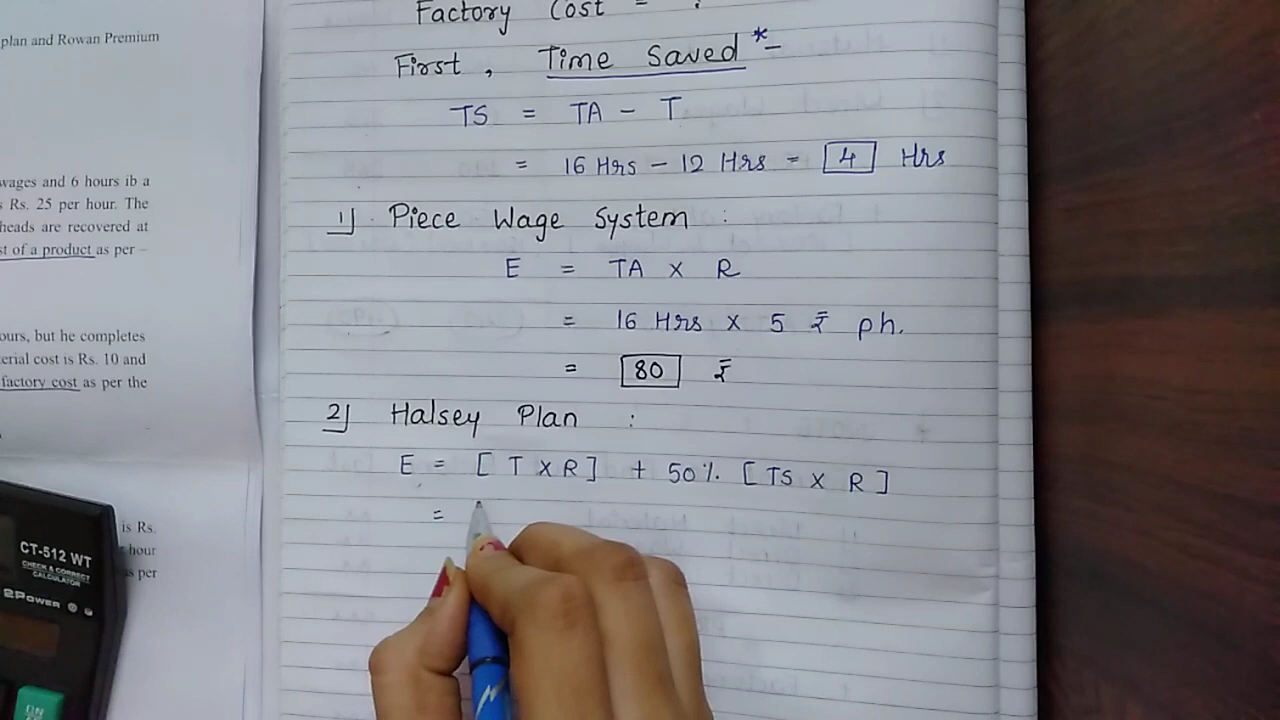 plan and Rowan Premium
wages and 6 hours ib a
Rs. 25 per hour. The
heads are recovered at
st of a product as per –
ours, but he completes
erial cost is Rs. 10 and
factory cost as per the
is Rs.
hour
as per
CT-512 WT
CHECK & CORRECT
CALCULATOR
2POWER
ON
Factory Cost = ?
First, Time Saved *–
TS = TA – T
= 16 Hrs – 12 Hrs = 4 Hrs
1] Piece Wage System :
E = TA x R
= 16 Hrs x 5 ₹ ph.
= 80 ₹
2] Halsey Plan :
E = [ T x R ] + 50%. [ TS x R ]
=